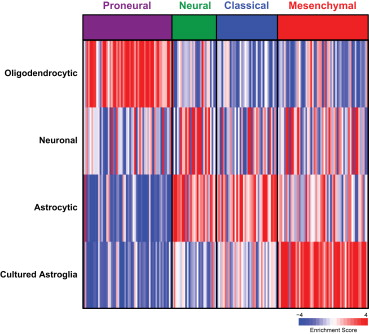 Proneural Neural Classical Mesenchymal
Oligodendrocytic
Neuronal
Astrocytic
Cultured Astroglia
−4 4
Enrichment Score